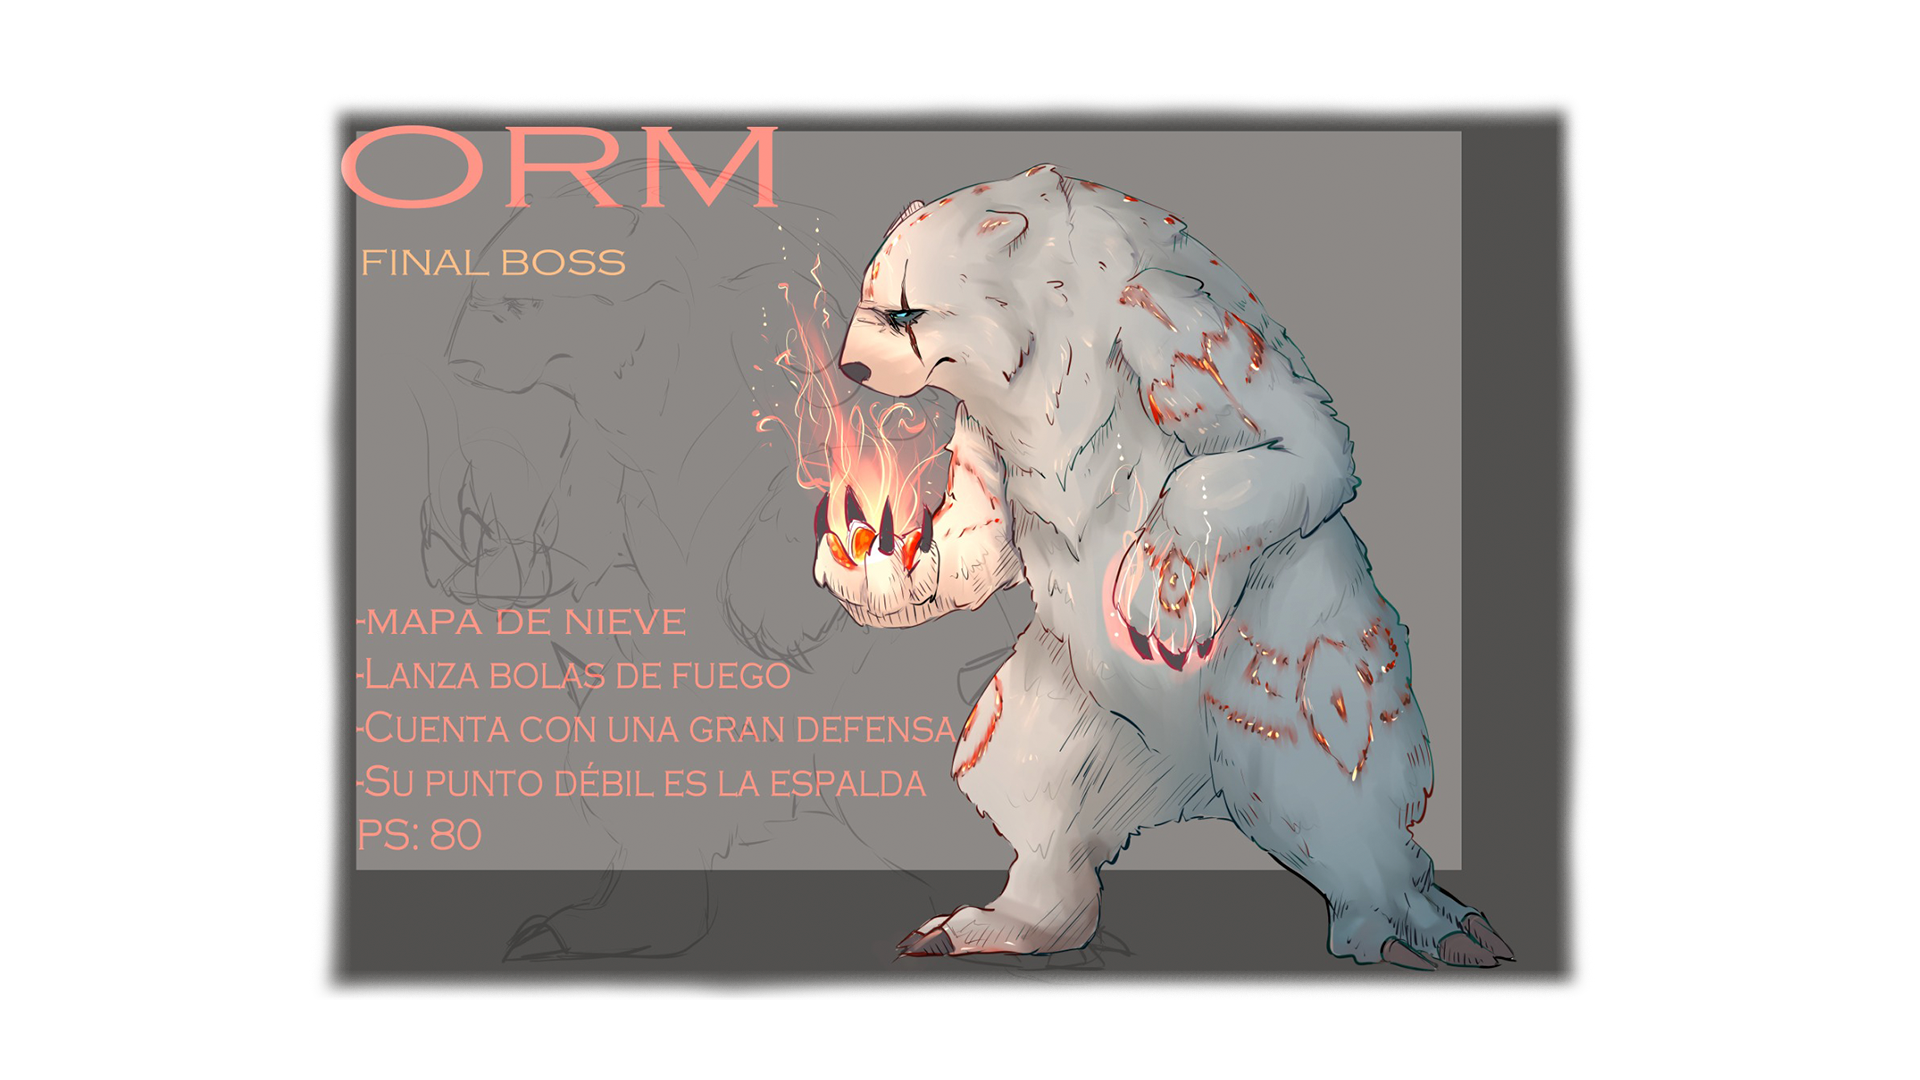 ORM
FINAL BOSS
-MAPA DE NIEVE
-LANZA BOLAS DE FUEGO
-CUENTA CON UNA GRAN DEFENSA
-SU PUNTO DÉBIL ES LA ESPALDA
PS: 80